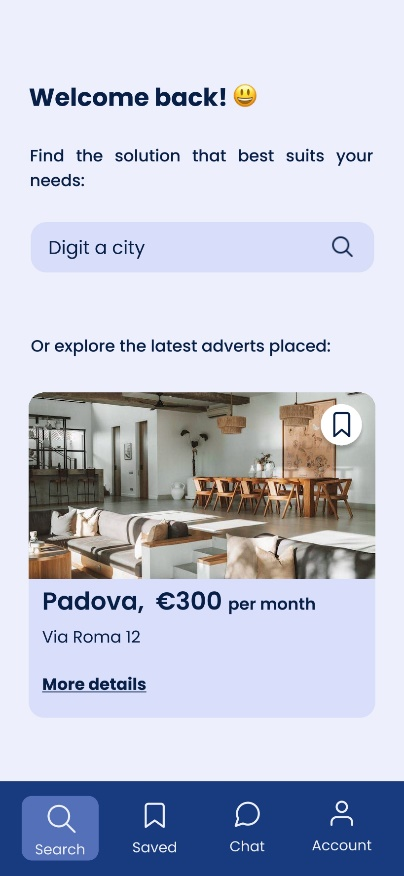 Welcome back! 😃
Find the solution that best suits your
needs:
Digit a city
Or explore the latest adverts placed:
Padova, €300 per month
Via Roma 12
More details
Search Saved Chat Account